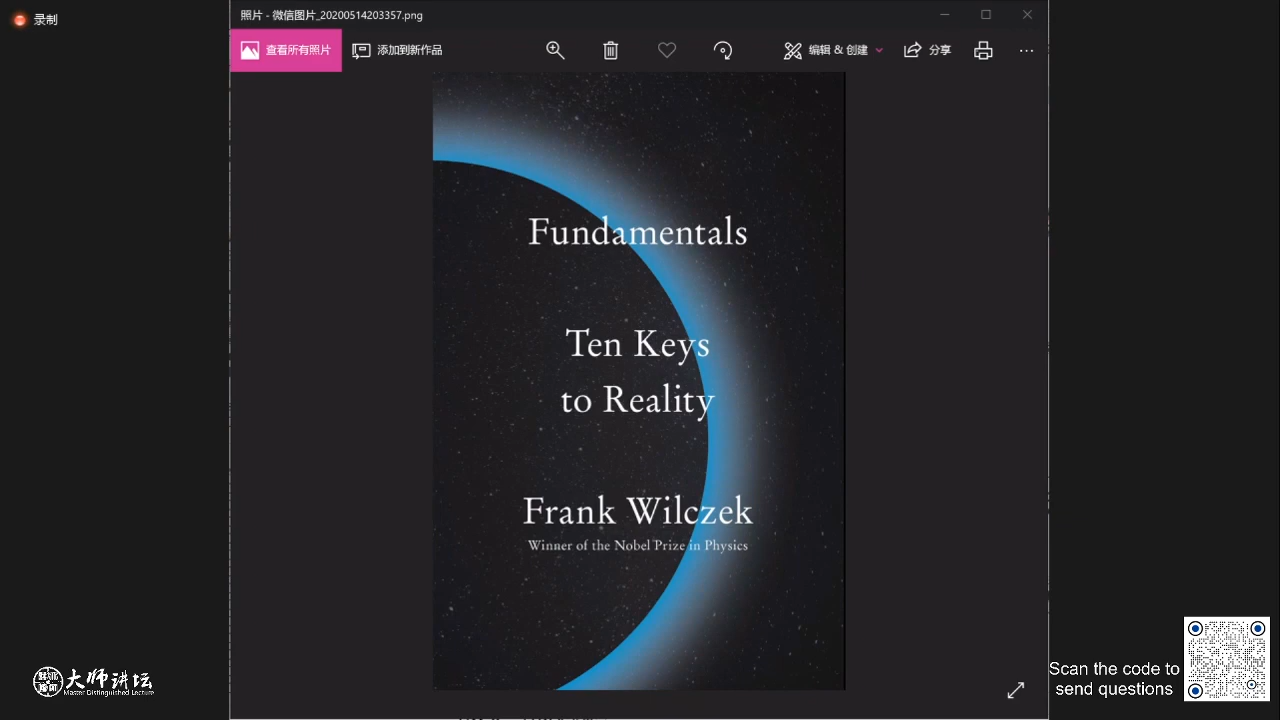 录制
照片 - 微信图片_20200514203357.png
查看所有照片
添加到新作品
编辑 & 创建
分享
Fundamentals
Ten Keys
to Reality
Frank Wilczek
Winner of the Nobel Prize in Physics
大师讲坛
Master Distinguished Lecture
Scan the code to
send questions